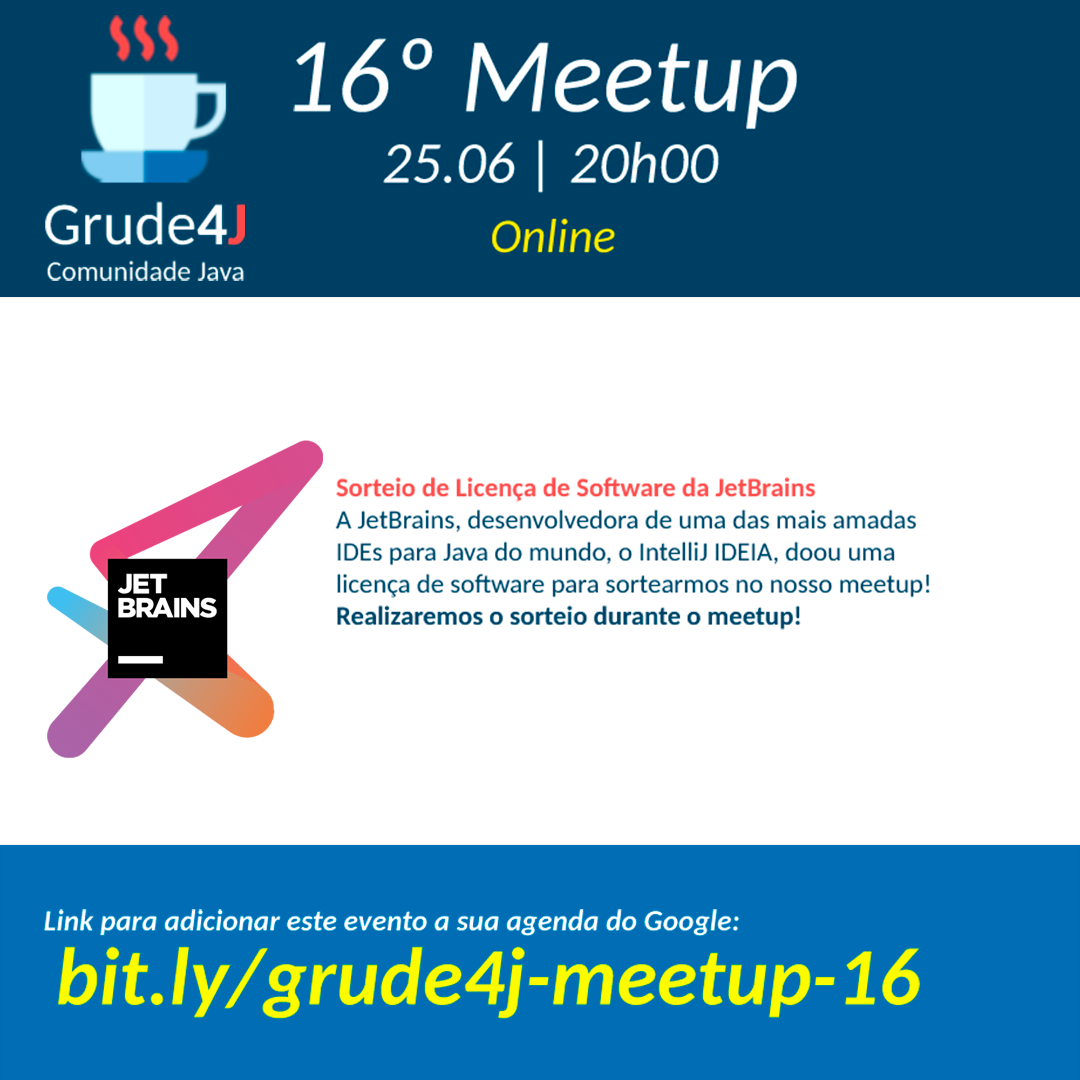 16º Meetup
25.06 | 20h00
Online
Grude4J
Comunidade Java
JET
BRAINS
Sorteio de Licença de Software da JetBrains
A JetBrains, desenvolvedora de uma das mais amadas
IDEs para Java do mundo, o IntelliJ IDEIA, doou uma
licença de software para sortearmos no nosso meetup!
Realizaremos o sorteio durante o meetup!
Link para adicionar este evento a sua agenda do Google:
bit.ly/grude4j-meetup-16